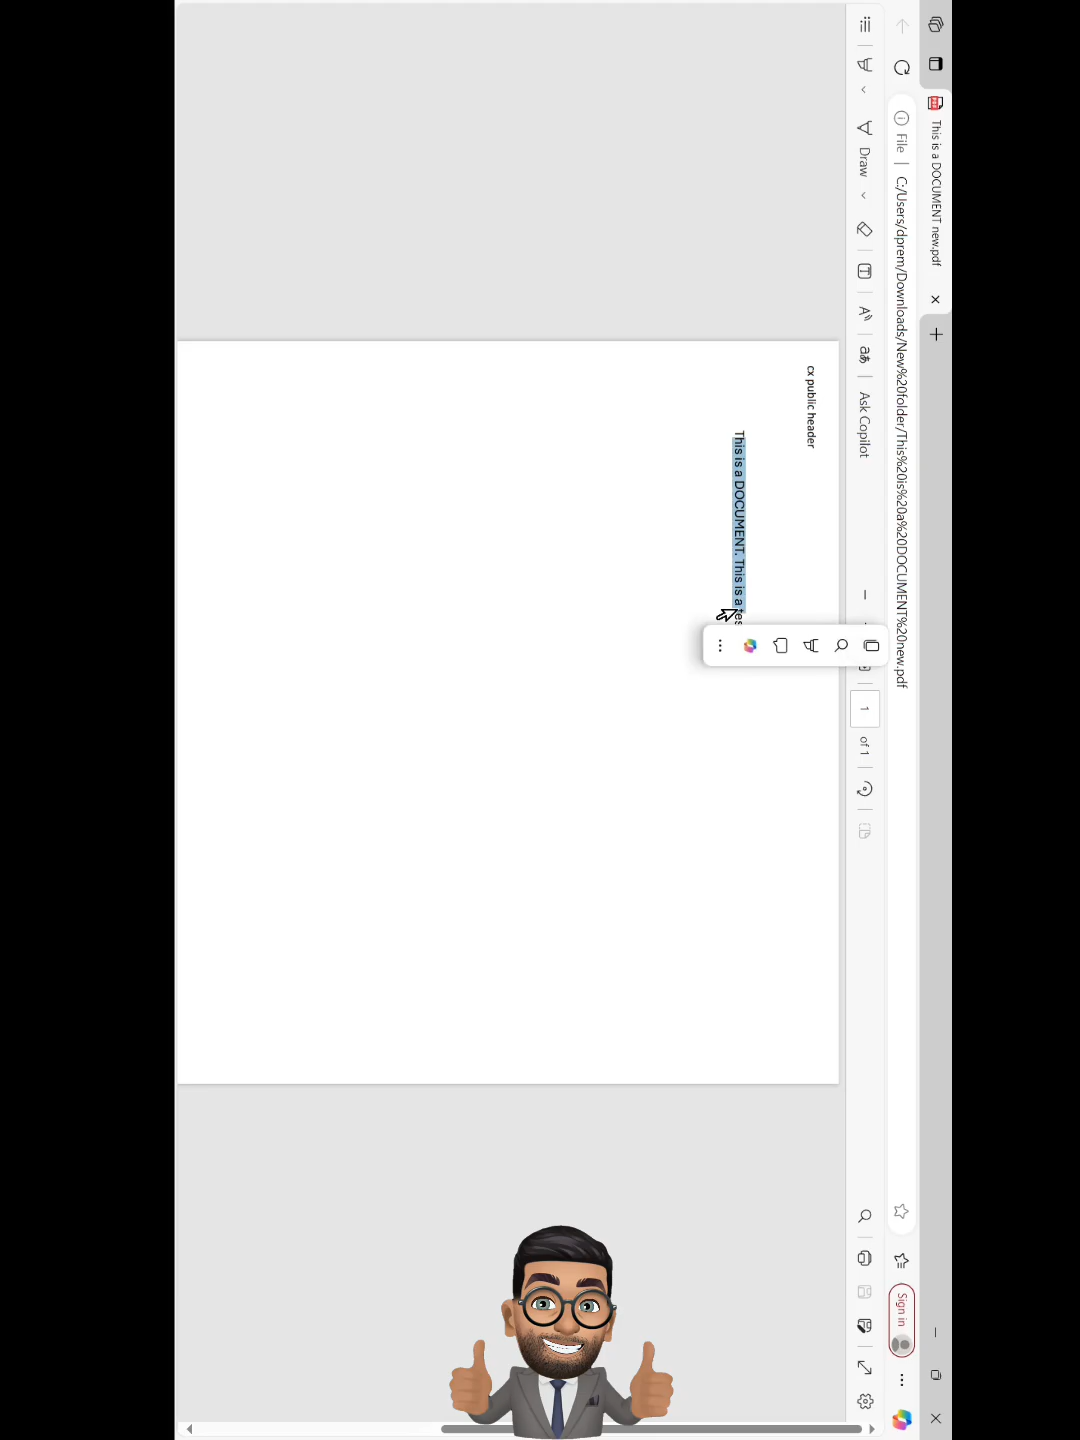 This is a DOCUMENT new.pdf
File | C:/Users/dprem/Downloads/New%20folder/This%20is%20a%20DOCUMENT%20new.pdf
Sign in
Draw
Ask Copilot
1 of 1
cx public header
This is a DOCUMENT. This is a tes